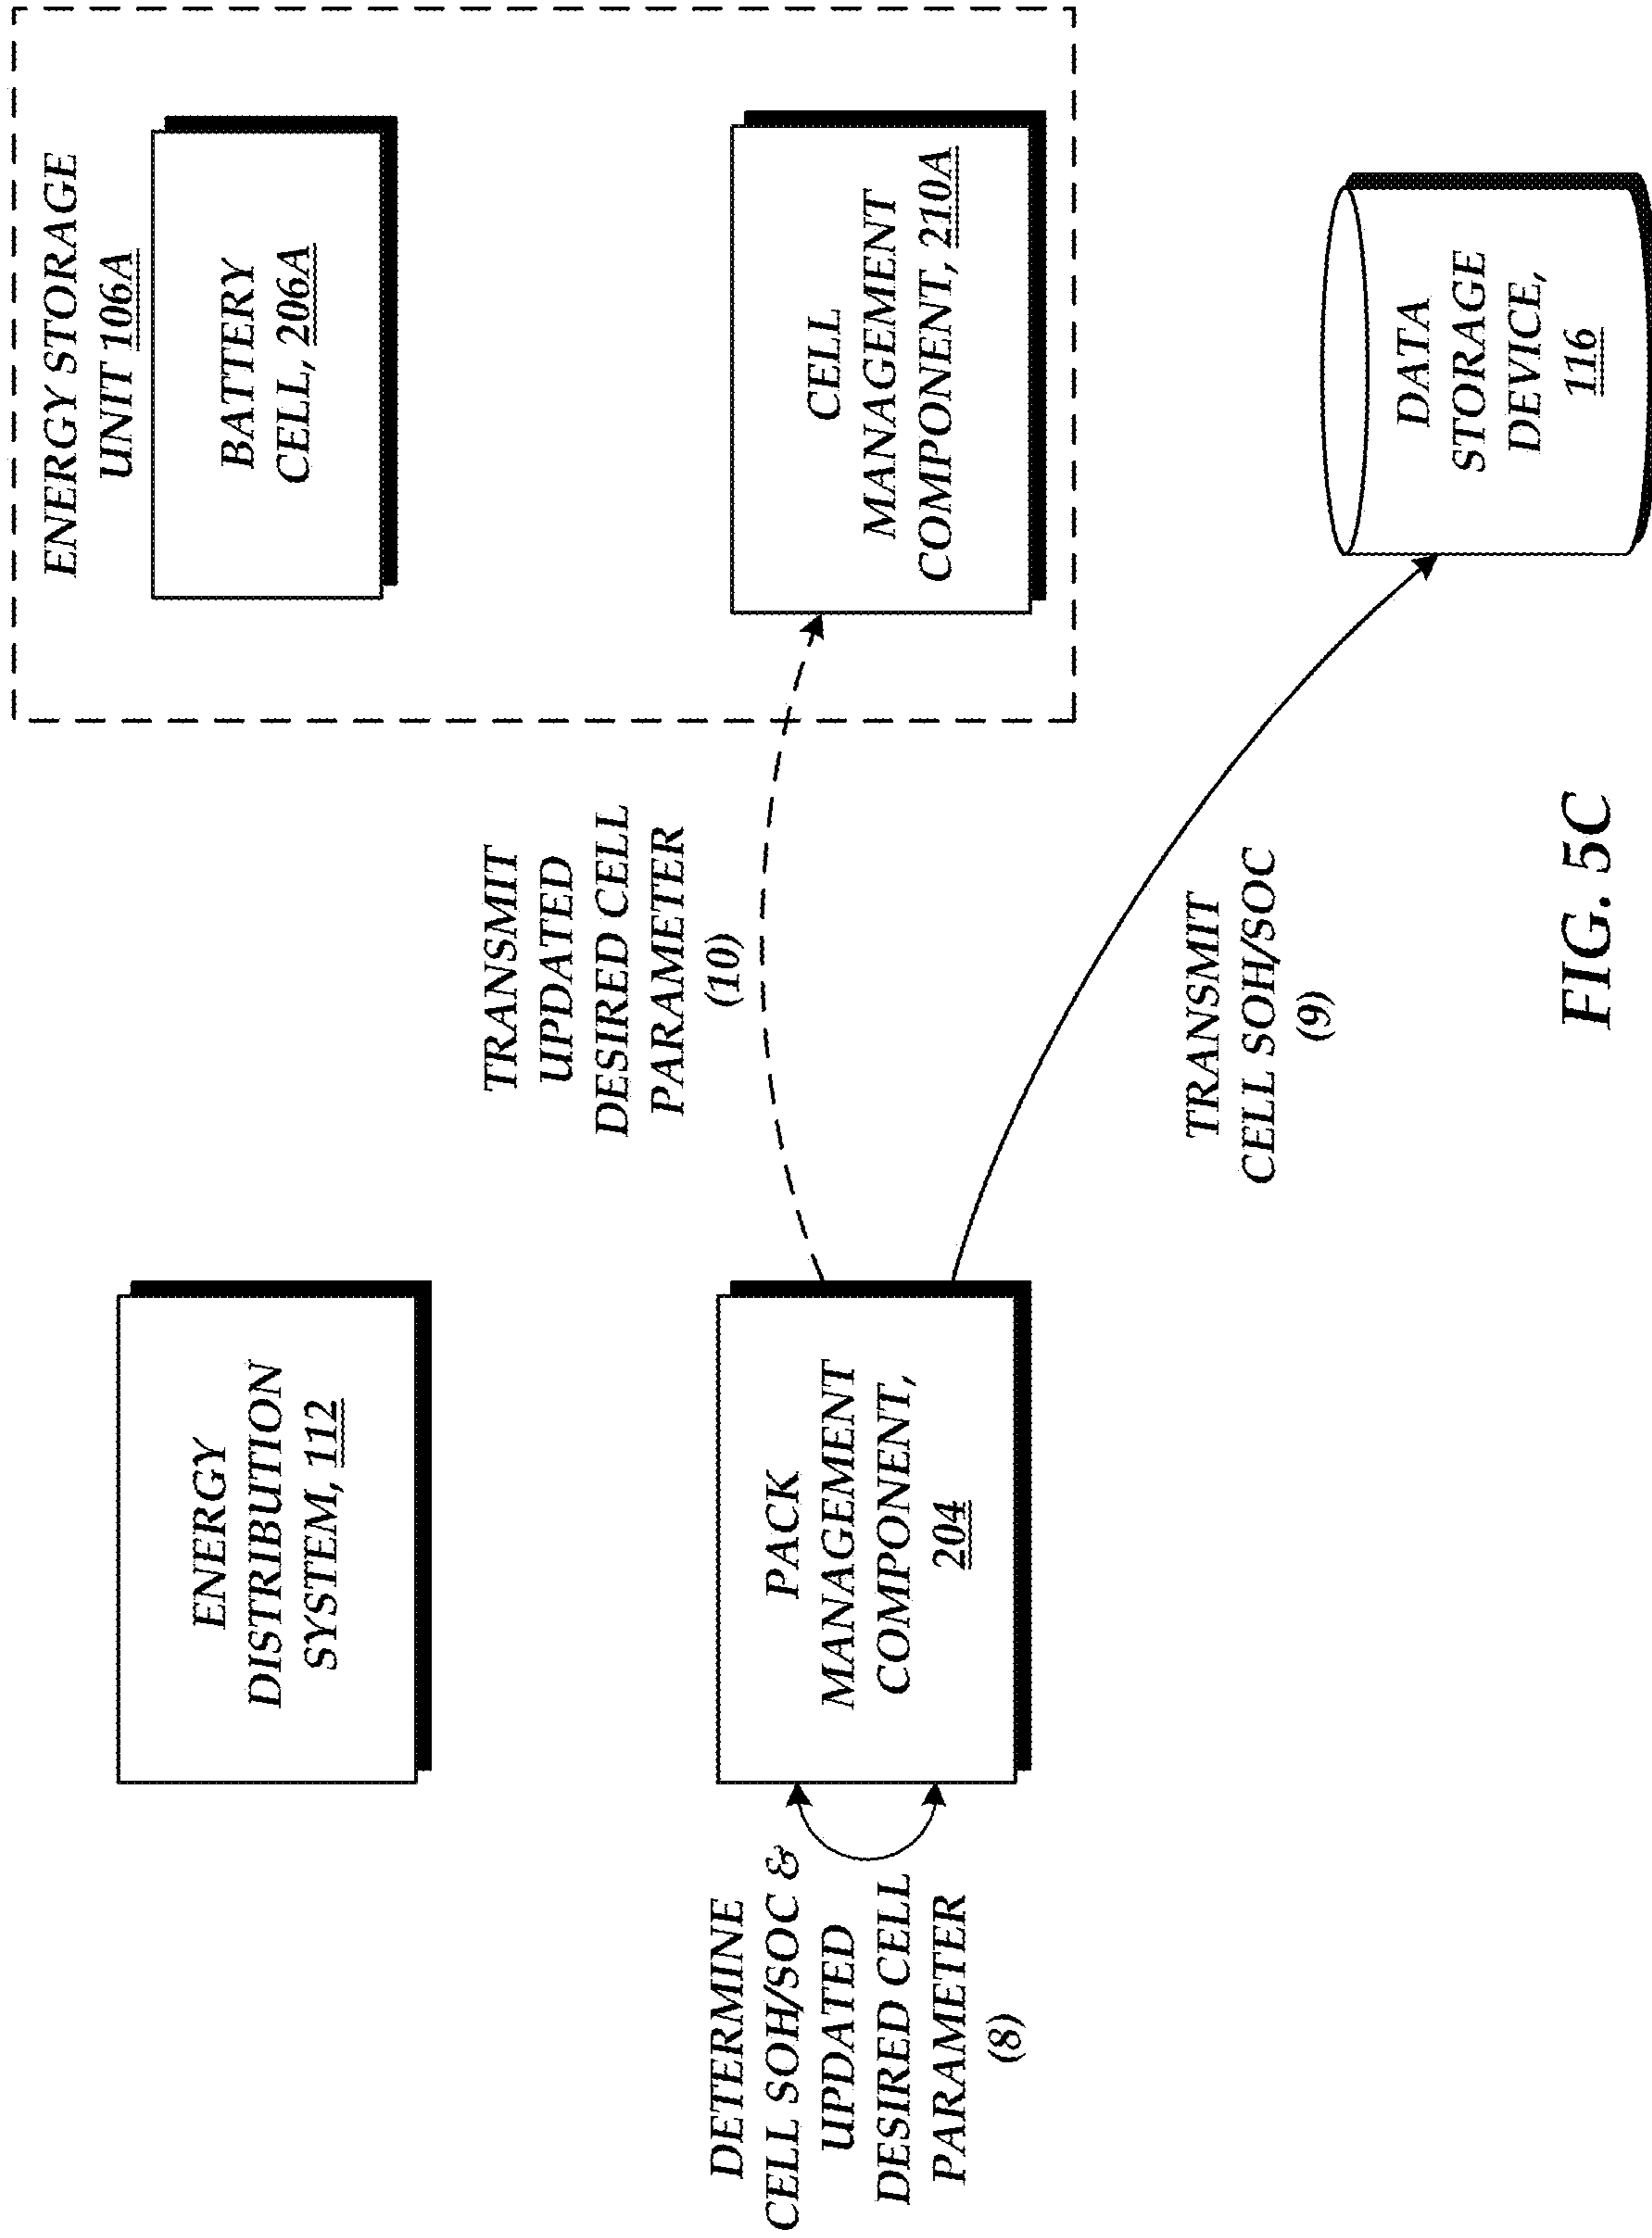 ENERGY STORAGE
UNIT 106A
ENERGY
DISTRIBUTION
SYSTEM, 112
BATTERY
CELL, 206A
TRANSMIT
UPDATED
DESIRED CELL
PARAMETER
(10)
DETERMINE
CELL SOH/SOC &
UPDATED
DESIRED CELL
PARAMETER
(8)
PACK
MANAGEMENT
COMPONENT,
204
CELL
MANAGEMENT
COMPONENT, 210A
TRANSMIT
CELL SOH/SOC
(9)
DATA
STORAGE
DEVICE,
116
FIG. 5C